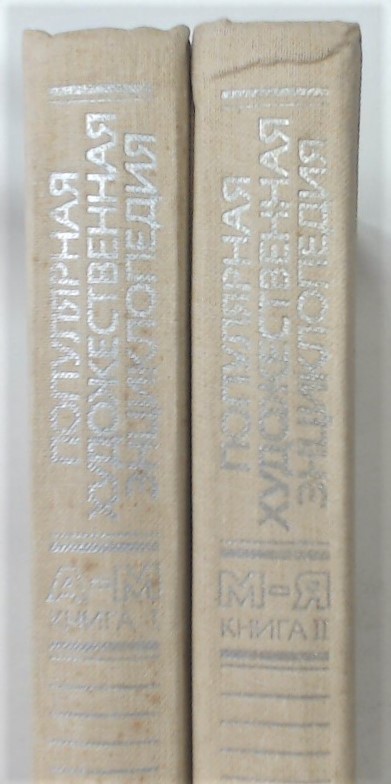 ПОПУЛЯРНАЯ
ХУДОЖЕСТВЕННАЯ
ЭНЦИКЛОПЕДИЯ
А-М
КНИГА I
ПОПУЛЯРНАЯ
ХУДОЖЕСТВЕННАЯ
ЭНЦИКЛОПЕДИЯ
М-Я
КНИГА II